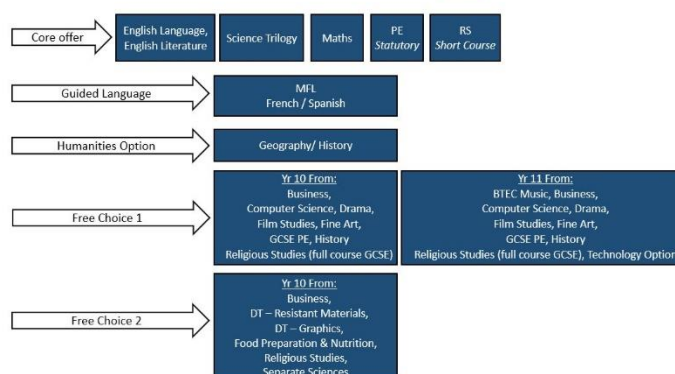 Core offer
English Language,
English Literature
Science Trilogy
Maths
PE
Statutory
RS
Short Course
Guided Language
MFL
French / Spanish
Humanities Option
Geography/ History
Free Choice 1
Yr 10 From:
Business,
Computer Science, Drama,
Film Studies, Fine Art,
GCSE PE, History
Religious Studies (full course GCSE)
Yr 11 From:
BTEC Music, Business,
Computer Science, Drama,
Film Studies, Fine Art,
GCSE PE, History
Religious Studies (full course GCSE), Technology Option
Free Choice 2
Yr 10 From:
Business,
DT – Resistant Materials,
DT – Graphics,
Food Preparation & Nutrition,
Religious Studies,
Separate Sciences